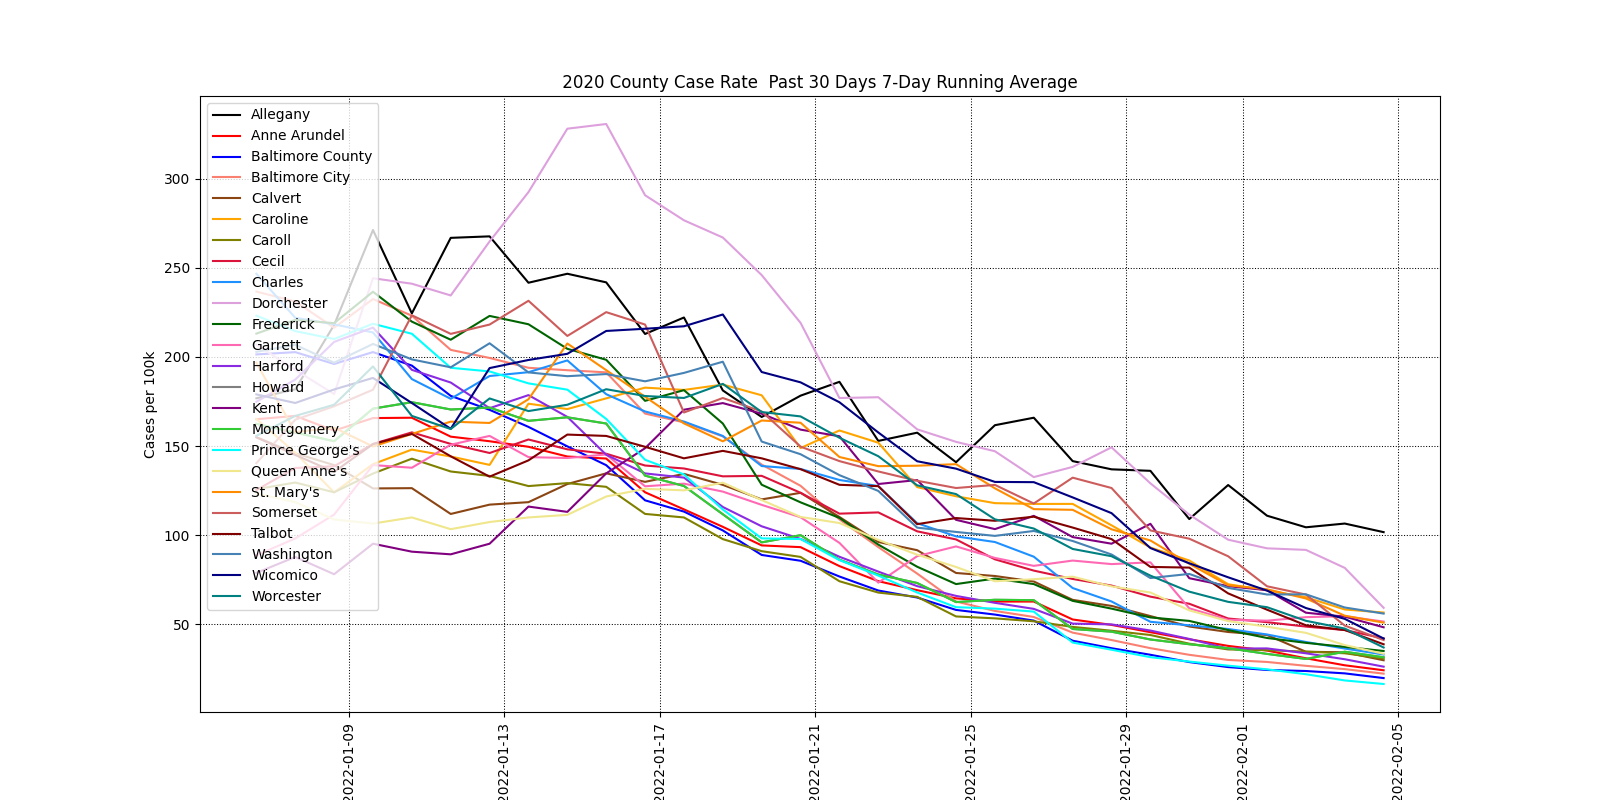 2020 County Case Rate  Past 30 Days 7-Day Running Average
Cases per 100k
300
250
200
150
100
50
Allegany
Anne Arundel
Baltimore County
Baltimore City
Calvert
Caroline
Caroll
Cecil
Charles
Dorchester
Frederick
Garrett
Harford
Howard
Kent
Montgomery
Prince George's
Queen Anne's
St. Mary's
Somerset
Talbot
Washington
Wicomico
Worcester
2022-01-09
2022-01-13
2022-01-17
2022-01-21
2022-01-25
2022-01-29
2022-02-01
2022-02-05